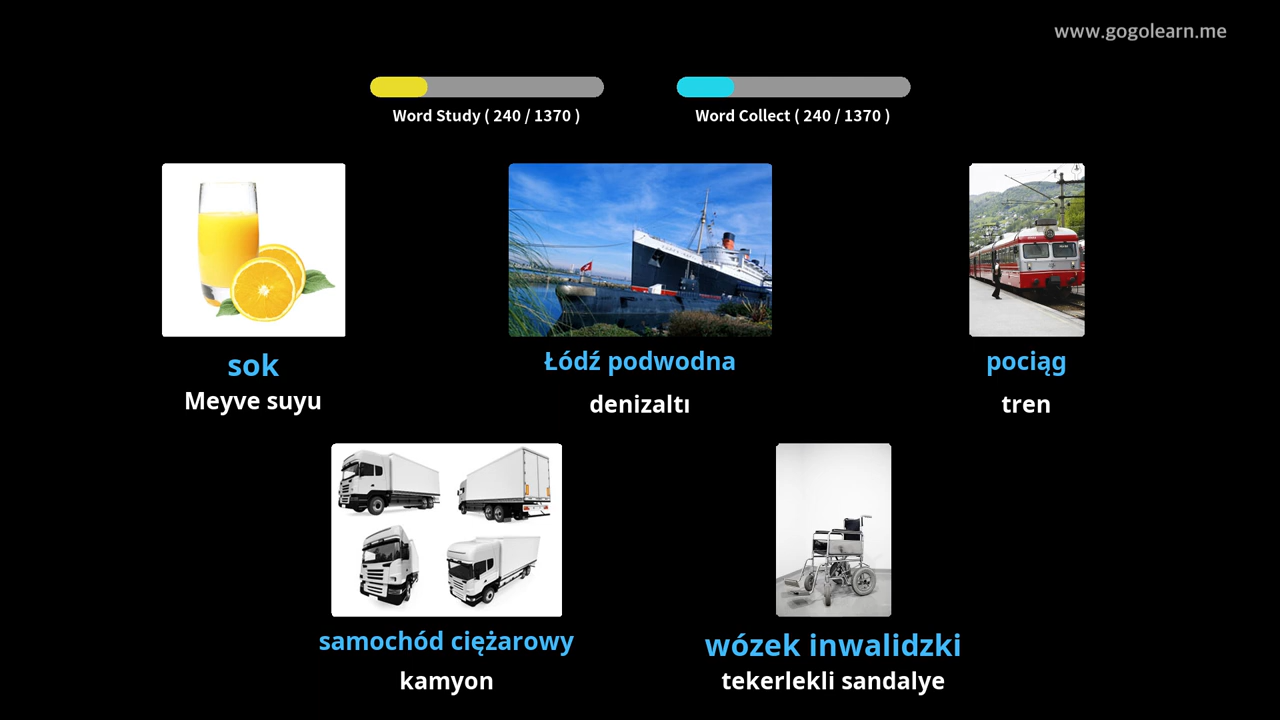 www.gogolearn.me
Word Study ( 240 / 1370 )
Word Collect ( 240 / 1370 )
sok
Meyve suyu
Łódź podwodna
denizaltı
pociąg
tren
samochód ciężarowy
kamyon
wózek inwalidzki
tekerlekli sandalye